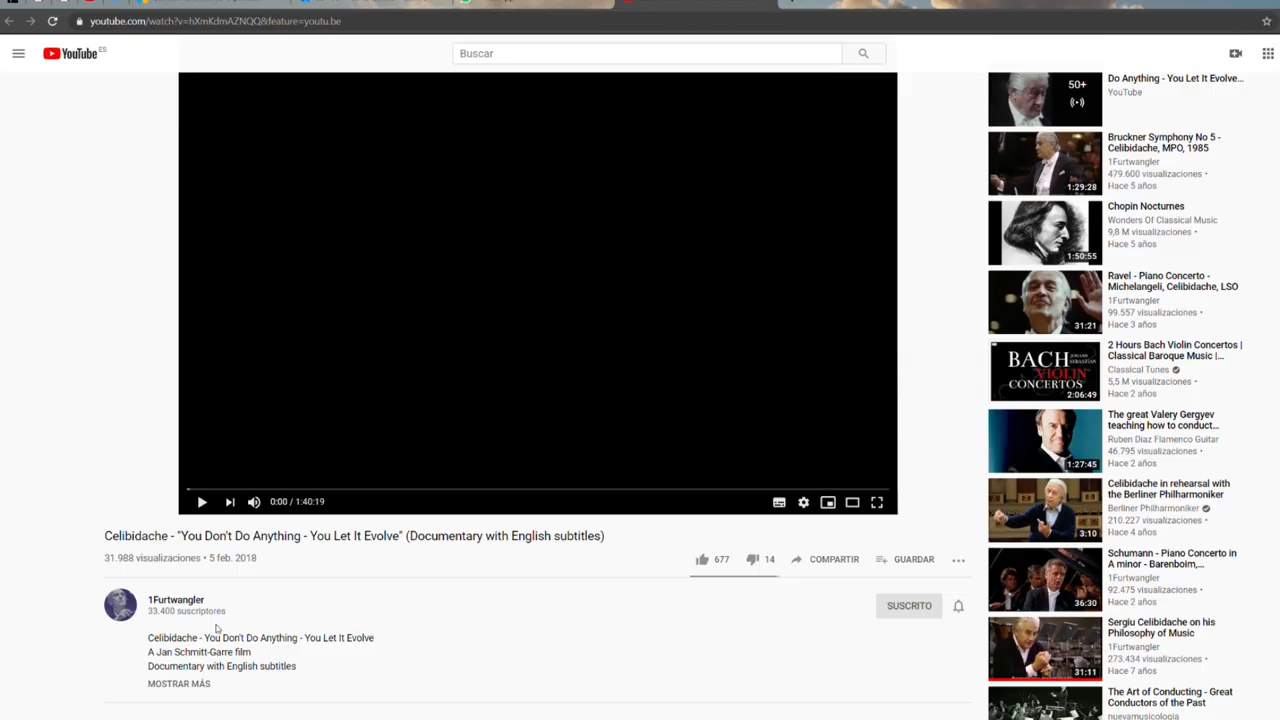 youtube.com/watch?v=hXmKdmAZNQQ&feature=youtu.be
YouTube ES
Buscar
0:00 / 1:40:19
Celibidache - "You Don't Do Anything - You Let It Evolve" (Documentary with English subtitles)
31.988 visualizaciones • 5 feb. 2018
677
14
COMPARTIR
GUARDAR
1Furtwangler
33.400 suscriptores
SUSCRITO
Celibidache - You Don't Do Anything - You Let It Evolve
A Jan Schmitt-Garre film
Documentary with English subtitles
MOSTRAR MÁS
50+
Do Anything - You Let It Evolve...
YouTube
1:29:28
Bruckner Symphony No 5 -
Celibidache, MPO, 1985
1Furtwangler
479.600 visualizaciones •
Hace 5 años
1:50:55
Chopin Nocturnes
Wonders Of Classical Music
9,8 M visualizaciones •
Hace 5 años
31:21
Ravel - Piano Concerto -
Michelangeli, Celibidache, LSO
1Furtwangler
99.557 visualizaciones •
Hace 3 años
BACH JOHANN SEBASTIAN
VIOLIN
CONCERTOS
2:06:49
2 Hours Bach Violin Concertos |
Classical Baroque Music |...
Classical Tunes
5,5 M visualizaciones •
Hace 2 años
1:27:45
The great Valery Gergyev
teaching how to conduct...
Ruben Diaz Flamenco Guitar
46.795 visualizaciones •
Hace 2 años
3:10
Celibidache in rehearsal with
the Berliner Philharmoniker
Berliner Philharmoniker
210.227 visualizaciones •
Hace 4 años
36:30
Schumann - Piano Concerto in
A minor - Barenboim,...
1Furtwangler
92.475 visualizaciones •
Hace 2 años
31:11
Sergiu Celibidache on his
Philosophy of Music
1Furtwangler
273.434 visualizaciones •
Hace 7 años
The Art of Conducting - Great
Conductors of the Past
nuevamusicologia